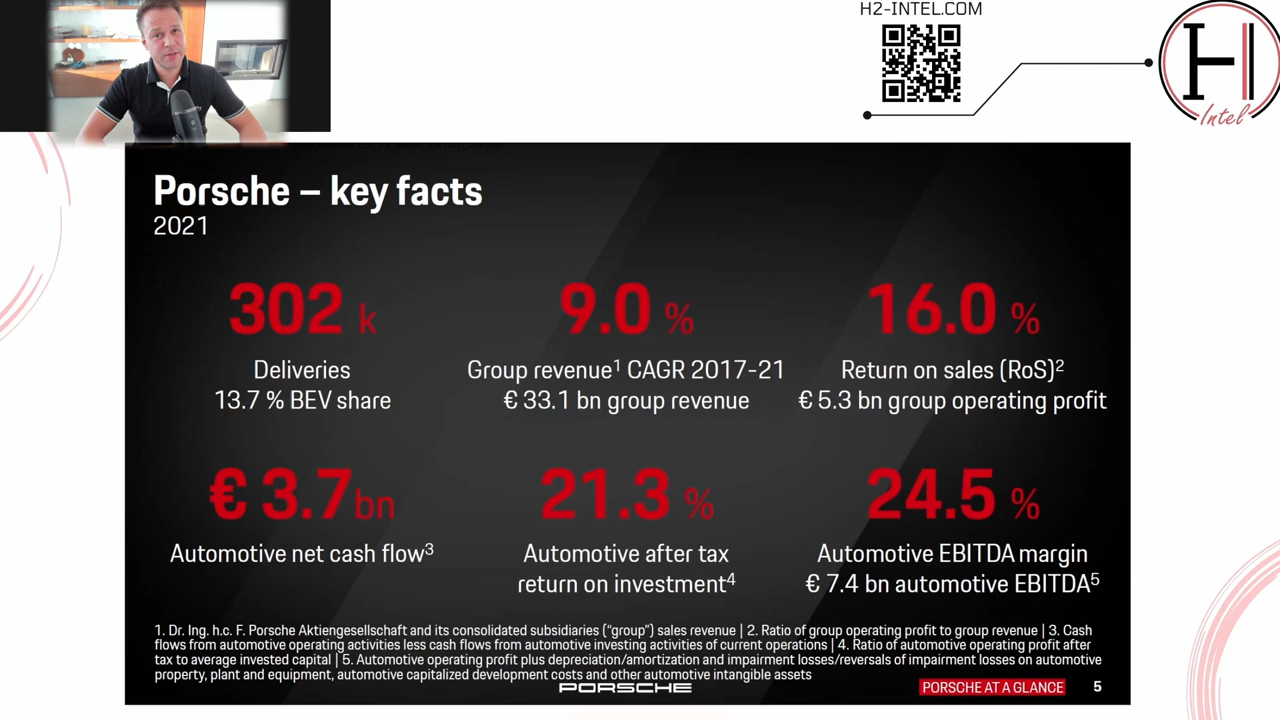 H2-INTEL.COM
H
Intel
Porsche – key facts
2021
302 k
Deliveries
13.7 % BEV share
9.0 %
Group revenue¹ CAGR 2017-21
€ 33.1 bn group revenue
16.0 %
Return on sales (RoS)²
€ 5.3 bn group operating profit
€ 3.7 bn
Automotive net cash flow³
21.3 %
Automotive after tax
return on investment⁴
24.5 %
Automotive EBITDA margin
€ 7.4 bn automotive EBITDA⁵
1. Dr. Ing. h.c. F. Porsche Aktiengesellschaft and its consolidated subsidiaries (“group”) sales revenue | 2. Ratio of group operating profit to group revenue | 3. Cash
flows from automotive operating activities less cash flows from automotive investing activities of current operations | 4. Ratio of automotive operating profit after
tax to average invested capital | 5. Automotive operating profit plus depreciation/amortization and impairment losses/reversals of impairment losses on automotive
property, plant and equipment, automotive capitalized development costs and other automotive intangible assets
PORSCHE
PORSCHE AT A GLANCE
5